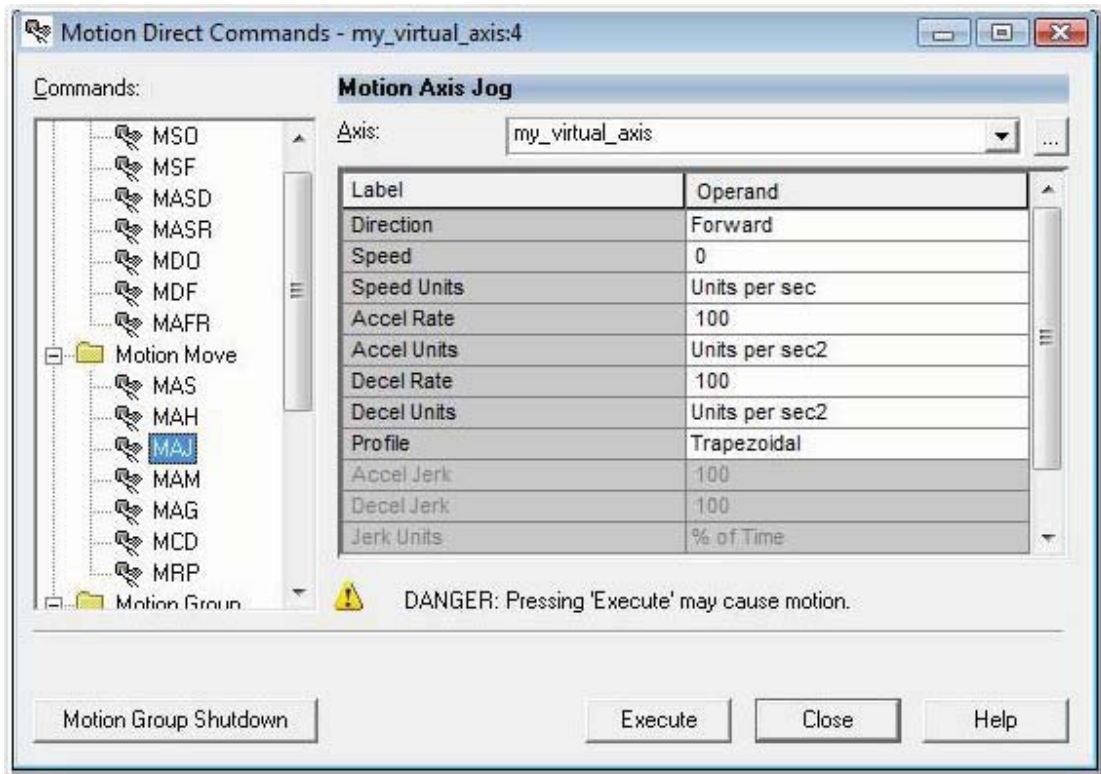 Motion Direct Commands - my_virtual_axis:4
Commands:
MSO
MSF
MASD
MASR
MDO
MDF
MAFR
Motion Move
MAS
MAH
MAJ
MAM
MAG
MCD
MRP
Motion Group
Motion Axis Jog
Axis: my_virtual_axis ...
Label Operand
Direction Forward
Speed 0
Speed Units Units per sec
Accel Rate 100
Accel Units Units per sec2
Decel Rate 100
Decel Units Units per sec2
Profile Trapezoidal
Accel Jerk 100
Decel Jerk 100
Jerk Units % of Time
DANGER: Pressing 'Execute' may cause motion.
Motion Group Shutdown Execute Close Help